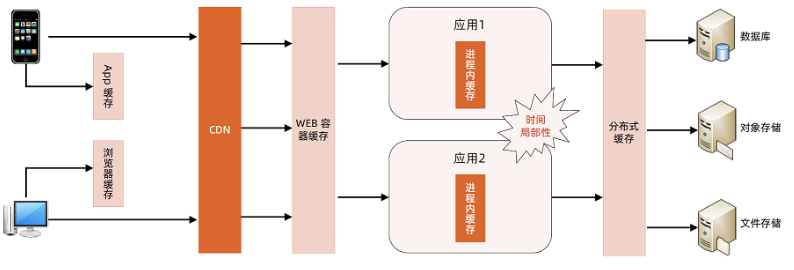 App
缓存
浏览器缓存
CDN
WEB 容
器缓存
应用1
进程内缓存
时间
局部性
应用2
进程内缓存
分布式
缓存
数据库
对象存储
文件存储